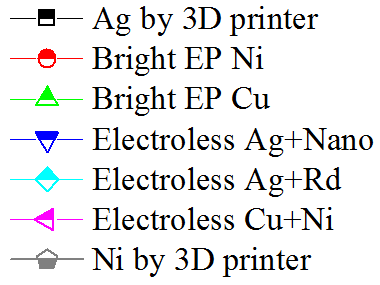 Ag by 3D printer
Bright EP Ni
Bright EP Cu
Electroless Ag+Nano
Electroless Ag+Rd
Electroless Cu+Ni
Ni by 3D printer